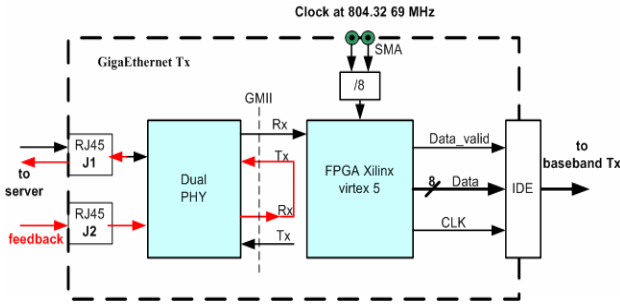 Clock at 804.32 69 MHz
SMA
GigaEthernet Tx
/8
GMII
RJ45
J1
to
server
RJ45
J2
feedback
Dual
PHY
Rx
Tx
Rx
Tx
FPGA Xilinx
virtex 5
Data_valid
8
Data
CLK
IDE
to
baseband Tx